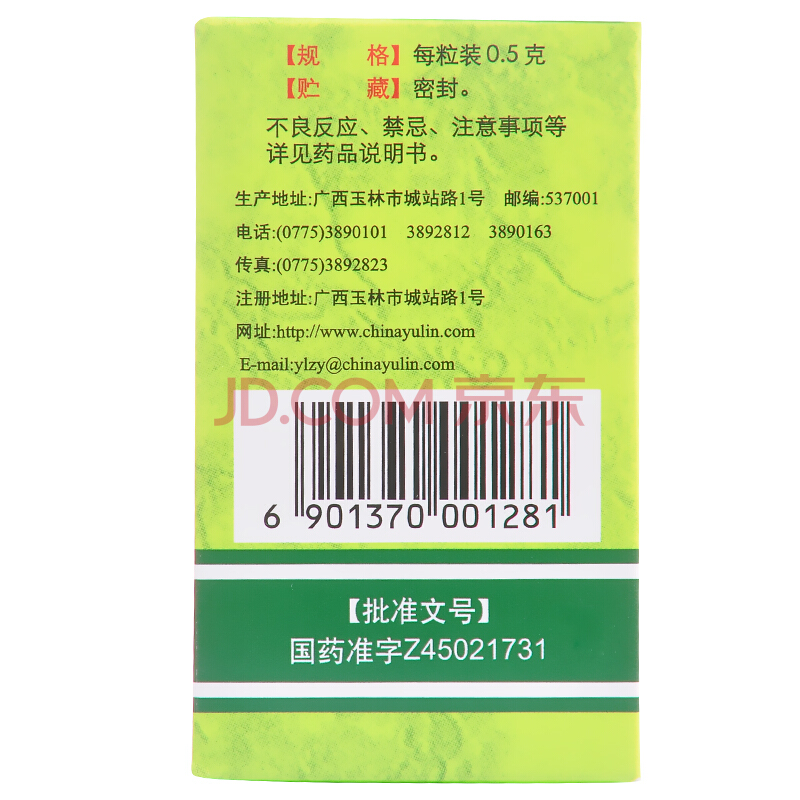 【规　　格】每粒装0.5克
【贮　　藏】密封。
不良反应、禁忌、注意事项等
详见药品说明书。
生产地址:广西玉林市城站路1号　邮编:537001
电话:(0775)3890101　3892812　3890163
传真:(0775)3892823
注册地址:广西玉林市城站路1号
网址:http://www.chinayulin.com
E-mail:ylzy@chinayulin.com
JD.COM 京东
6 901370 001281
【批准文号】
国药准字Z45021731